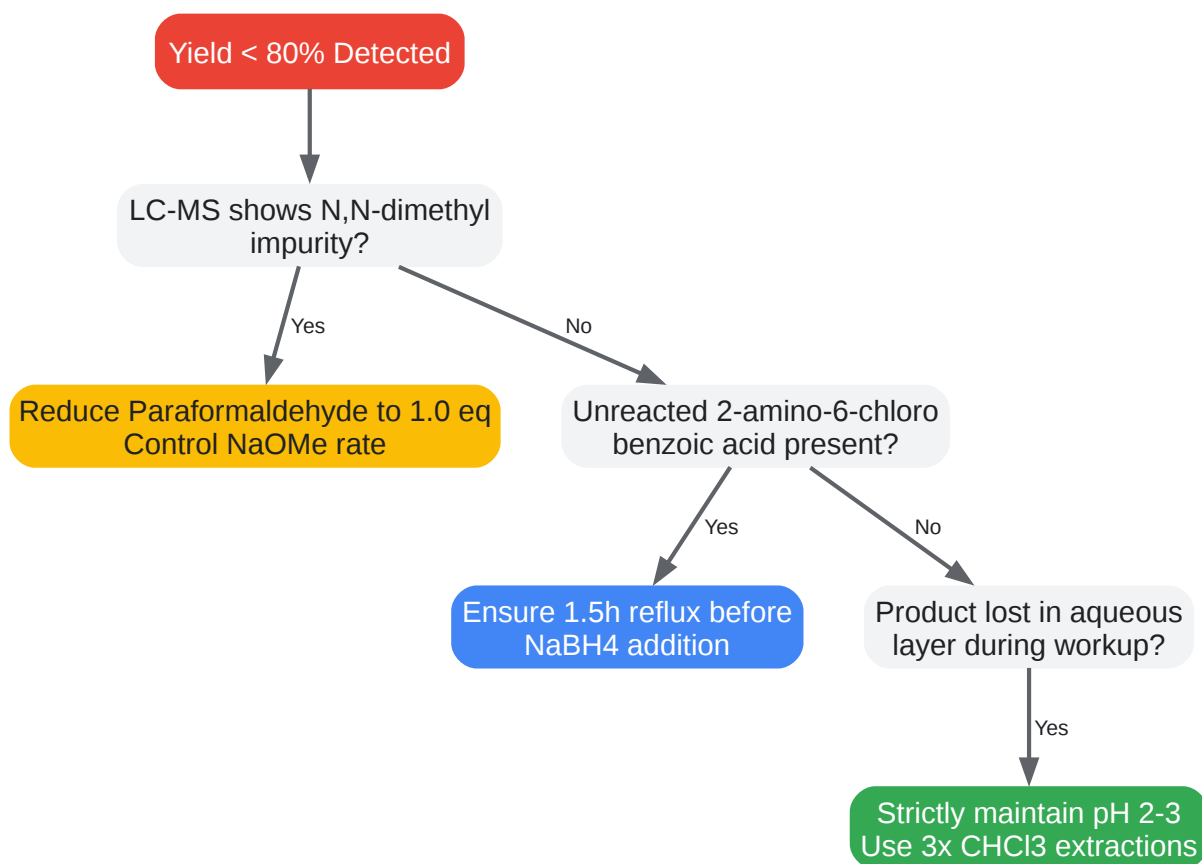 Yield < 80% Detected
LC-MS shows N,N-dimethyl
impurity?
Yes
No
Reduce Paraformaldehyde to 1.0 eq
Control NaOMe rate
Unreacted 2-amino-6-chloro
benzoic acid present?
Yes
No
Ensure 1.5h reflux before
NaBH4 addition
Product lost in aqueous
layer during workup?
Yes
Strictly maintain pH 2-3
Use 3x CHCl3 extractions